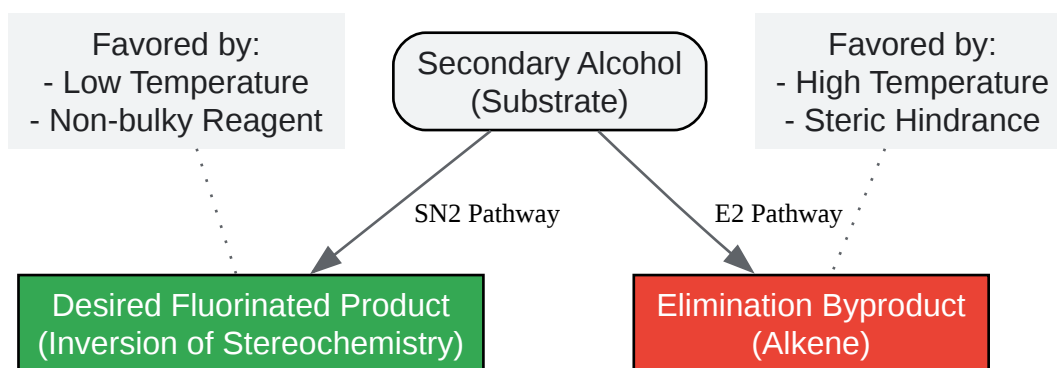 Favored by:
- Low Temperature
- Non-bulky Reagent
Secondary Alcohol
(Substrate)
Favored by:
- High Temperature
- Steric Hindrance
SN2 Pathway
E2 Pathway
Desired Fluorinated Product
(Inversion of Stereochemistry)
Elimination Byproduct
(Alkene)